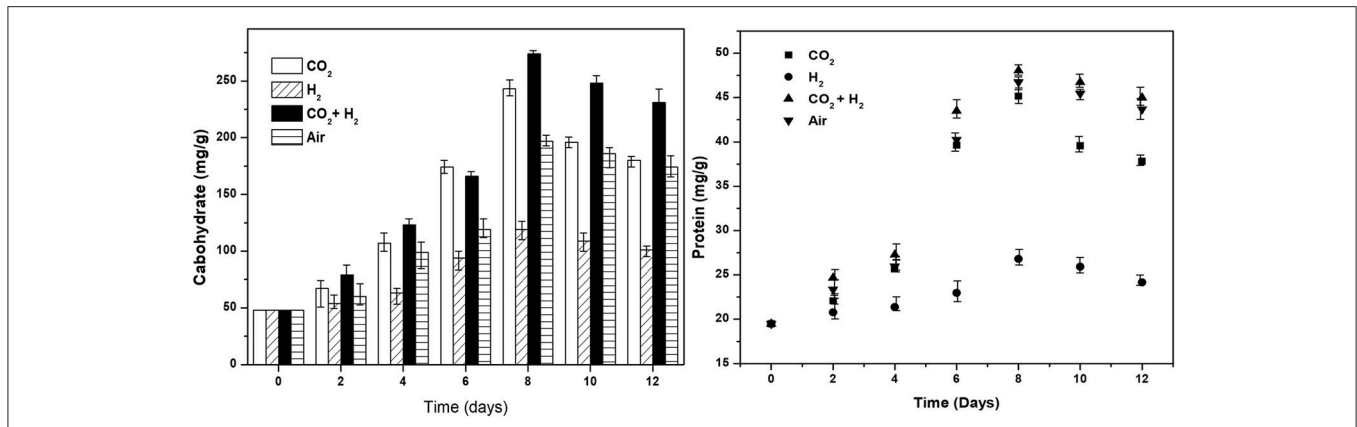 CO2
H2
CO2+ H2
Air
250
200
150
100
50
0
Cabohydrate (mg/g)
0 2 4 6 8 10 12
Time (days)
CO2
H2
CO2 + H2
Air
50
45
40
35
30
25
20
15
Protein (mg/g)
0 2 4 6 8 10 12
Time (Days)